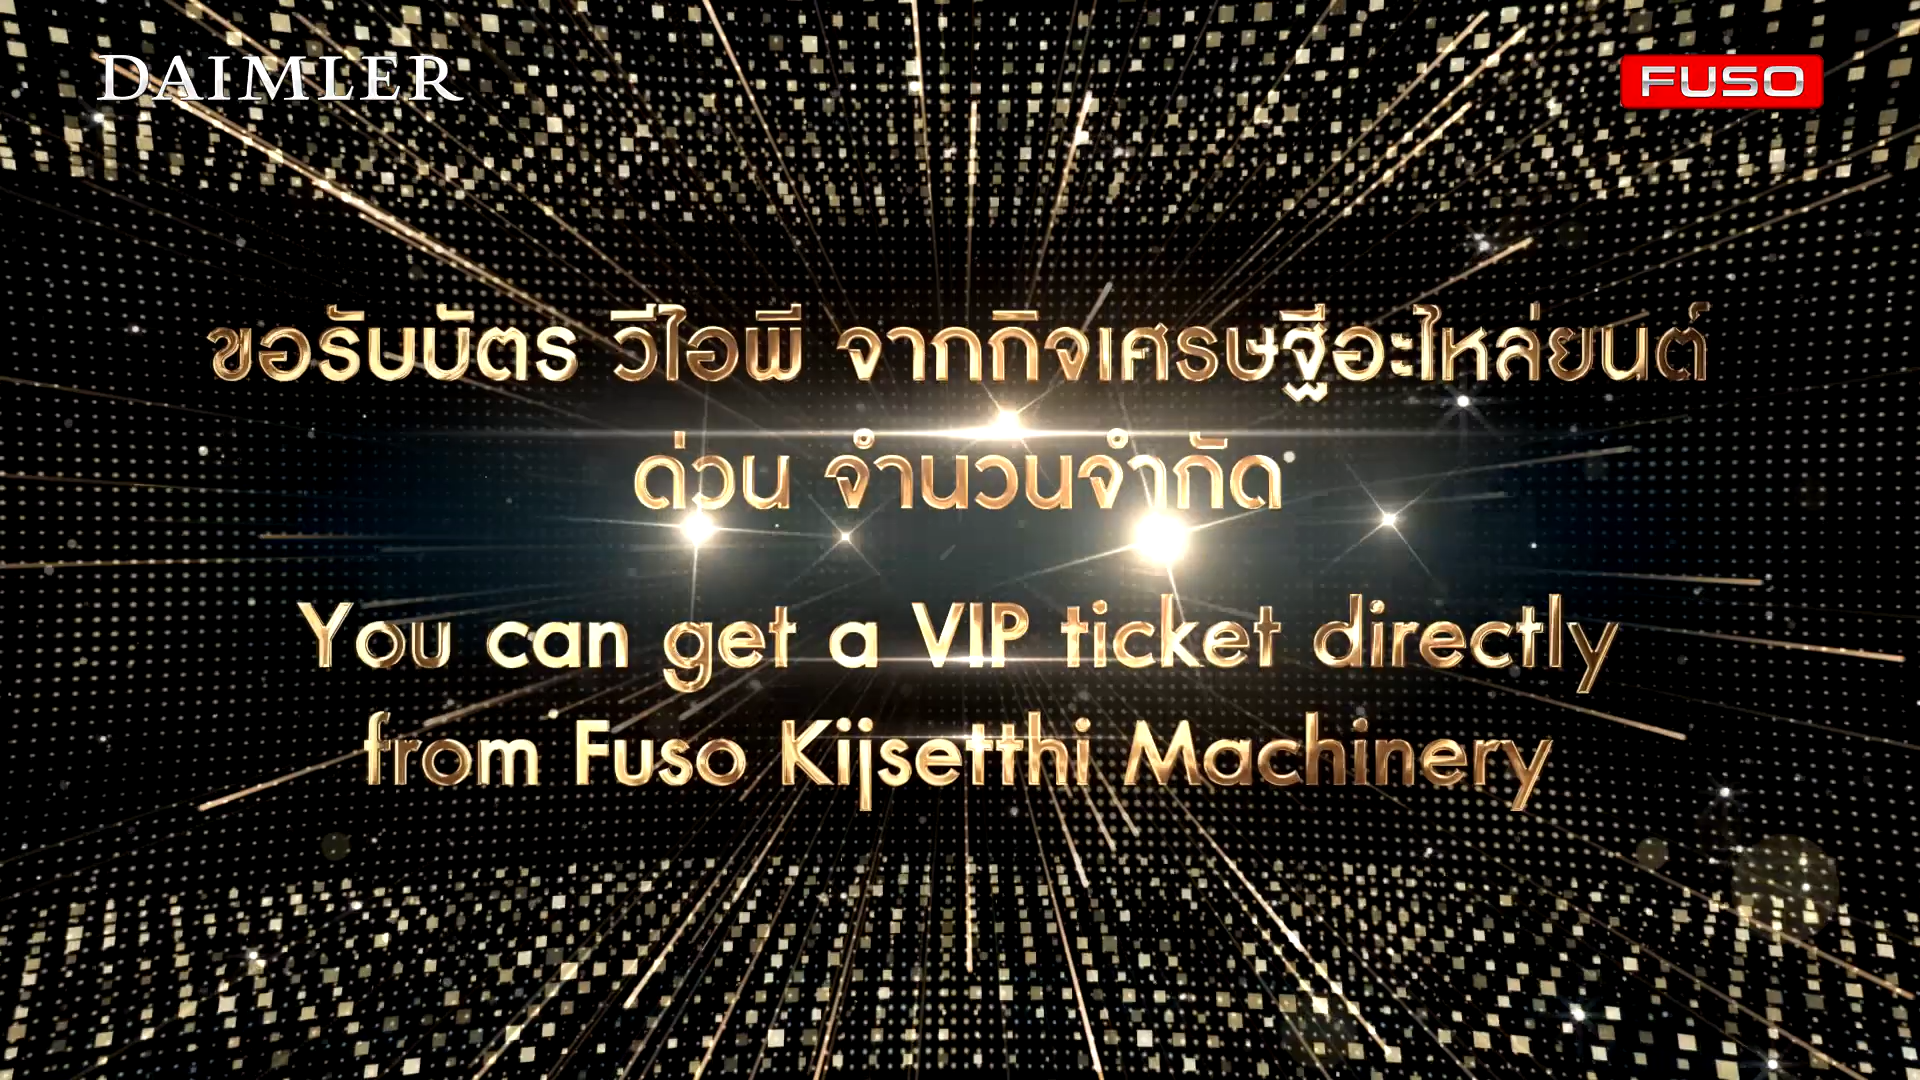 DAIMLER
FUSO
ขอรับบัตร วีไอพี จากกิจเศรษฐีอะไหล่ยนต์
ด่วน จำนวนจำกัด
You can get a VIP ticket directly
from Fuso Kijsetthi Machinery